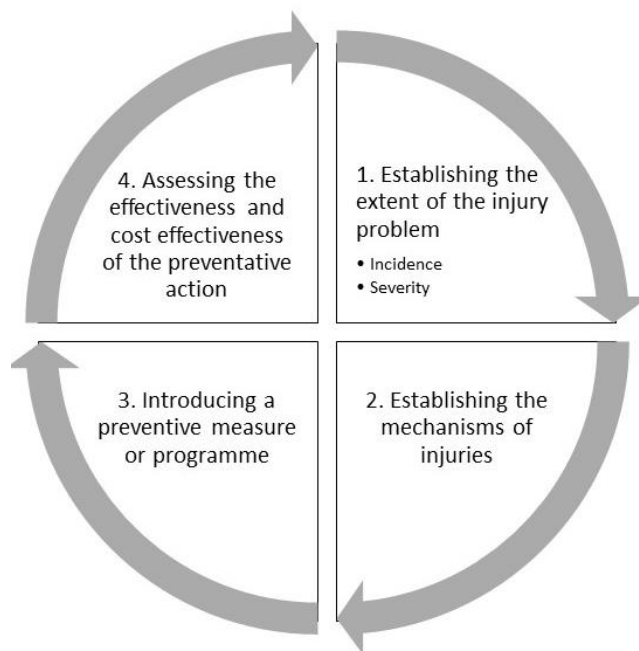 1. Establishing the
extent of the injury
problem
• Incidence
• Severity
2. Establishing the
mechanisms of
injuries
3. Introducing a
preventive measure
or programme
4. Assessing the
effectiveness and
cost effectiveness
of the preventative
action